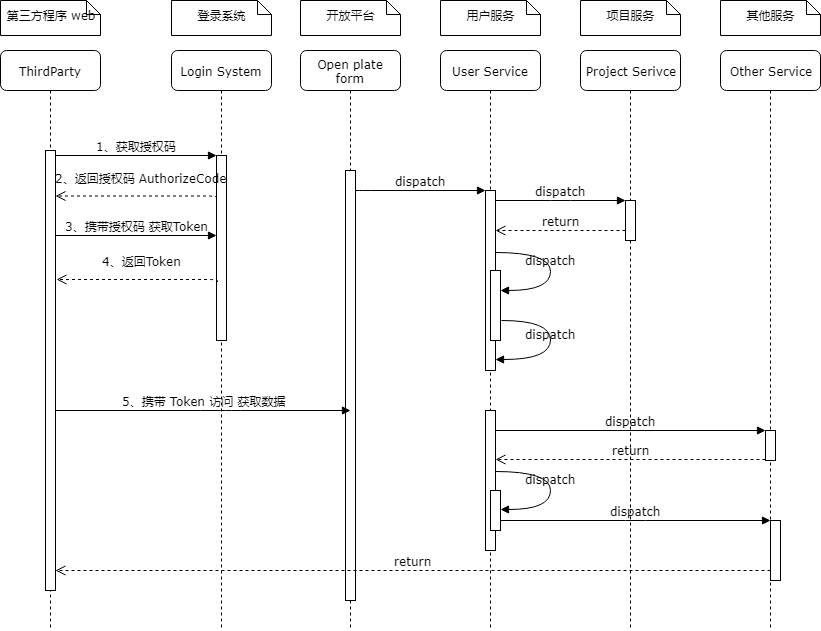 第三方程序 web
登录系统
开放平台
用户服务
项目服务
其他服务
ThirdParty
Login System
Open plate
form
User Service
Project Serivce
Other Service
1、获取授权码
2、返回授权码 AuthorizeCode
dispatch
dispatch
3、携带授权码 获取Token
return
4、返回Token
dispatch
dispatch
5、携带 Token 访问 获取数据
dispatch
return
dispatch
dispatch
return